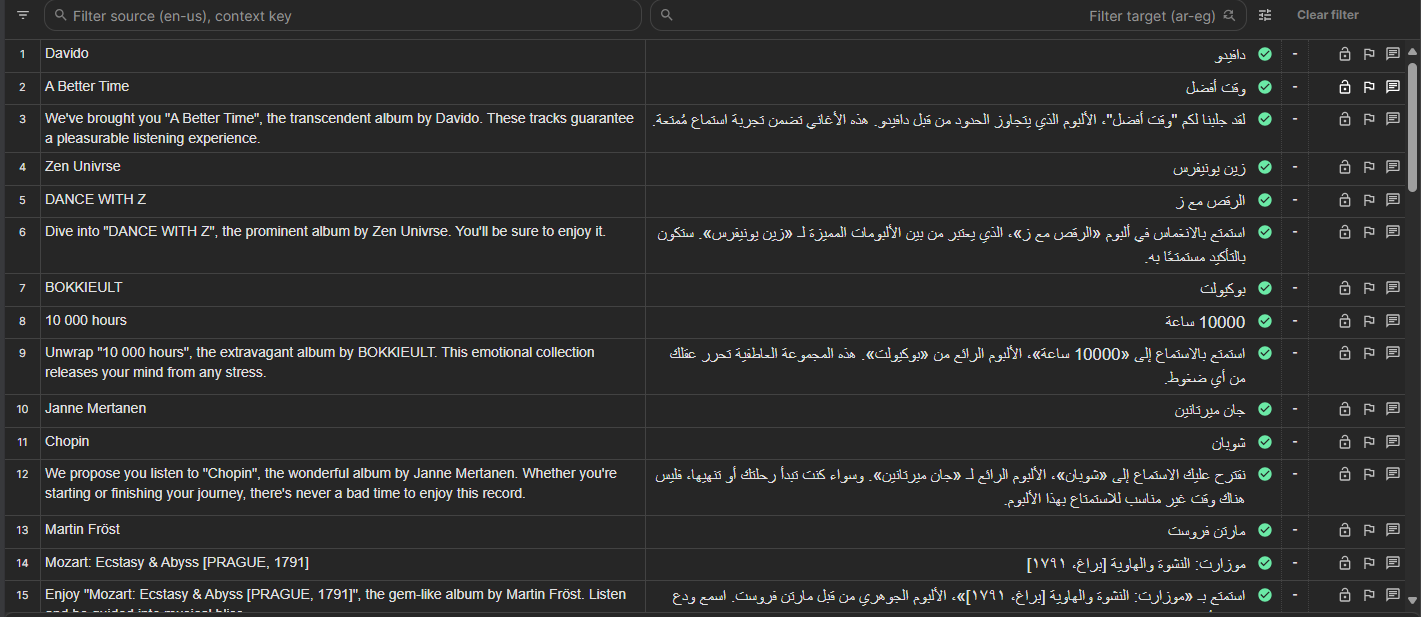 Filter source (en-us), context key
Filter target (ar-eg)
Clear filter
1 Davido دافيدو -
2 A Better Time وقت أفضل -
3 We've brought you "A Better Time", the transcendent album by Davido. These tracks guarantee
a pleasurable listening experience.
لقد جلبنا لكم "وقت أفضل"، الألبوم الذي يتجاوز الحدود من قبل دافيدو. هذه الأغاني تضمن تجربة استماع مُمتعة. -
4 Zen Univrse زين يونيفرس -
5 DANCE WITH Z الرقص مع ز -
6 Dive into "DANCE WITH Z", the prominent album by Zen Univrse. You'll be sure to enjoy it.
استمتع بالانغماس في ألبوم «الرقص مع ز»، الذي يعتبر من بين الألبومات المميزة لـ «زين يونيفرس». ستكون
بالتأكيد مستمتعًا به. -
7 BOKKIEULT بوكيولت -
8 10 000 hours 10000 ساعة -
9 Unwrap "10 000 hours", the extravagant album by BOKKIEULT. This emotional collection
releases your mind from any stress.
استمتع بالاستماع إلى «10000 ساعة»، الألبوم الرائع من «بوكيولت». هذه المجموعة العاطفية تحرر عقلك
من أي ضغوط. -
10 Janne Mertanen جان ميرتانين -
11 Chopin شوبان -
12 We propose you listen to "Chopin", the wonderful album by Janne Mertanen. Whether you're
starting or finishing your journey, there's never a bad time to enjoy this record.
نقترح عليك الاستماع إلى «شوبان»، الألبوم الرائع لـ «جان ميرتانين». وسواء كنت تبدأ رحلتك أو تنهيها، فليس
هناك وقت غير مناسب للاستمتاع بهذا الألبوم. -
13 Martin Fröst مارتن فروست -
14 Mozart: Ecstasy & Abyss [PRAGUE, 1791] موزارت: النشوة والهاوية [براغ، ١٧٩١] -
15 Enjoy "Mozart: Ecstasy & Abyss [PRAGUE, 1791]", the gem-like album by Martin Fröst. Listen
استمتع بـ «موزارت: النشوة والهاوية [براغ، ١٧٩١]»، الألبوم الجوهري من قبل مارتن فروست. اسمع ودع -